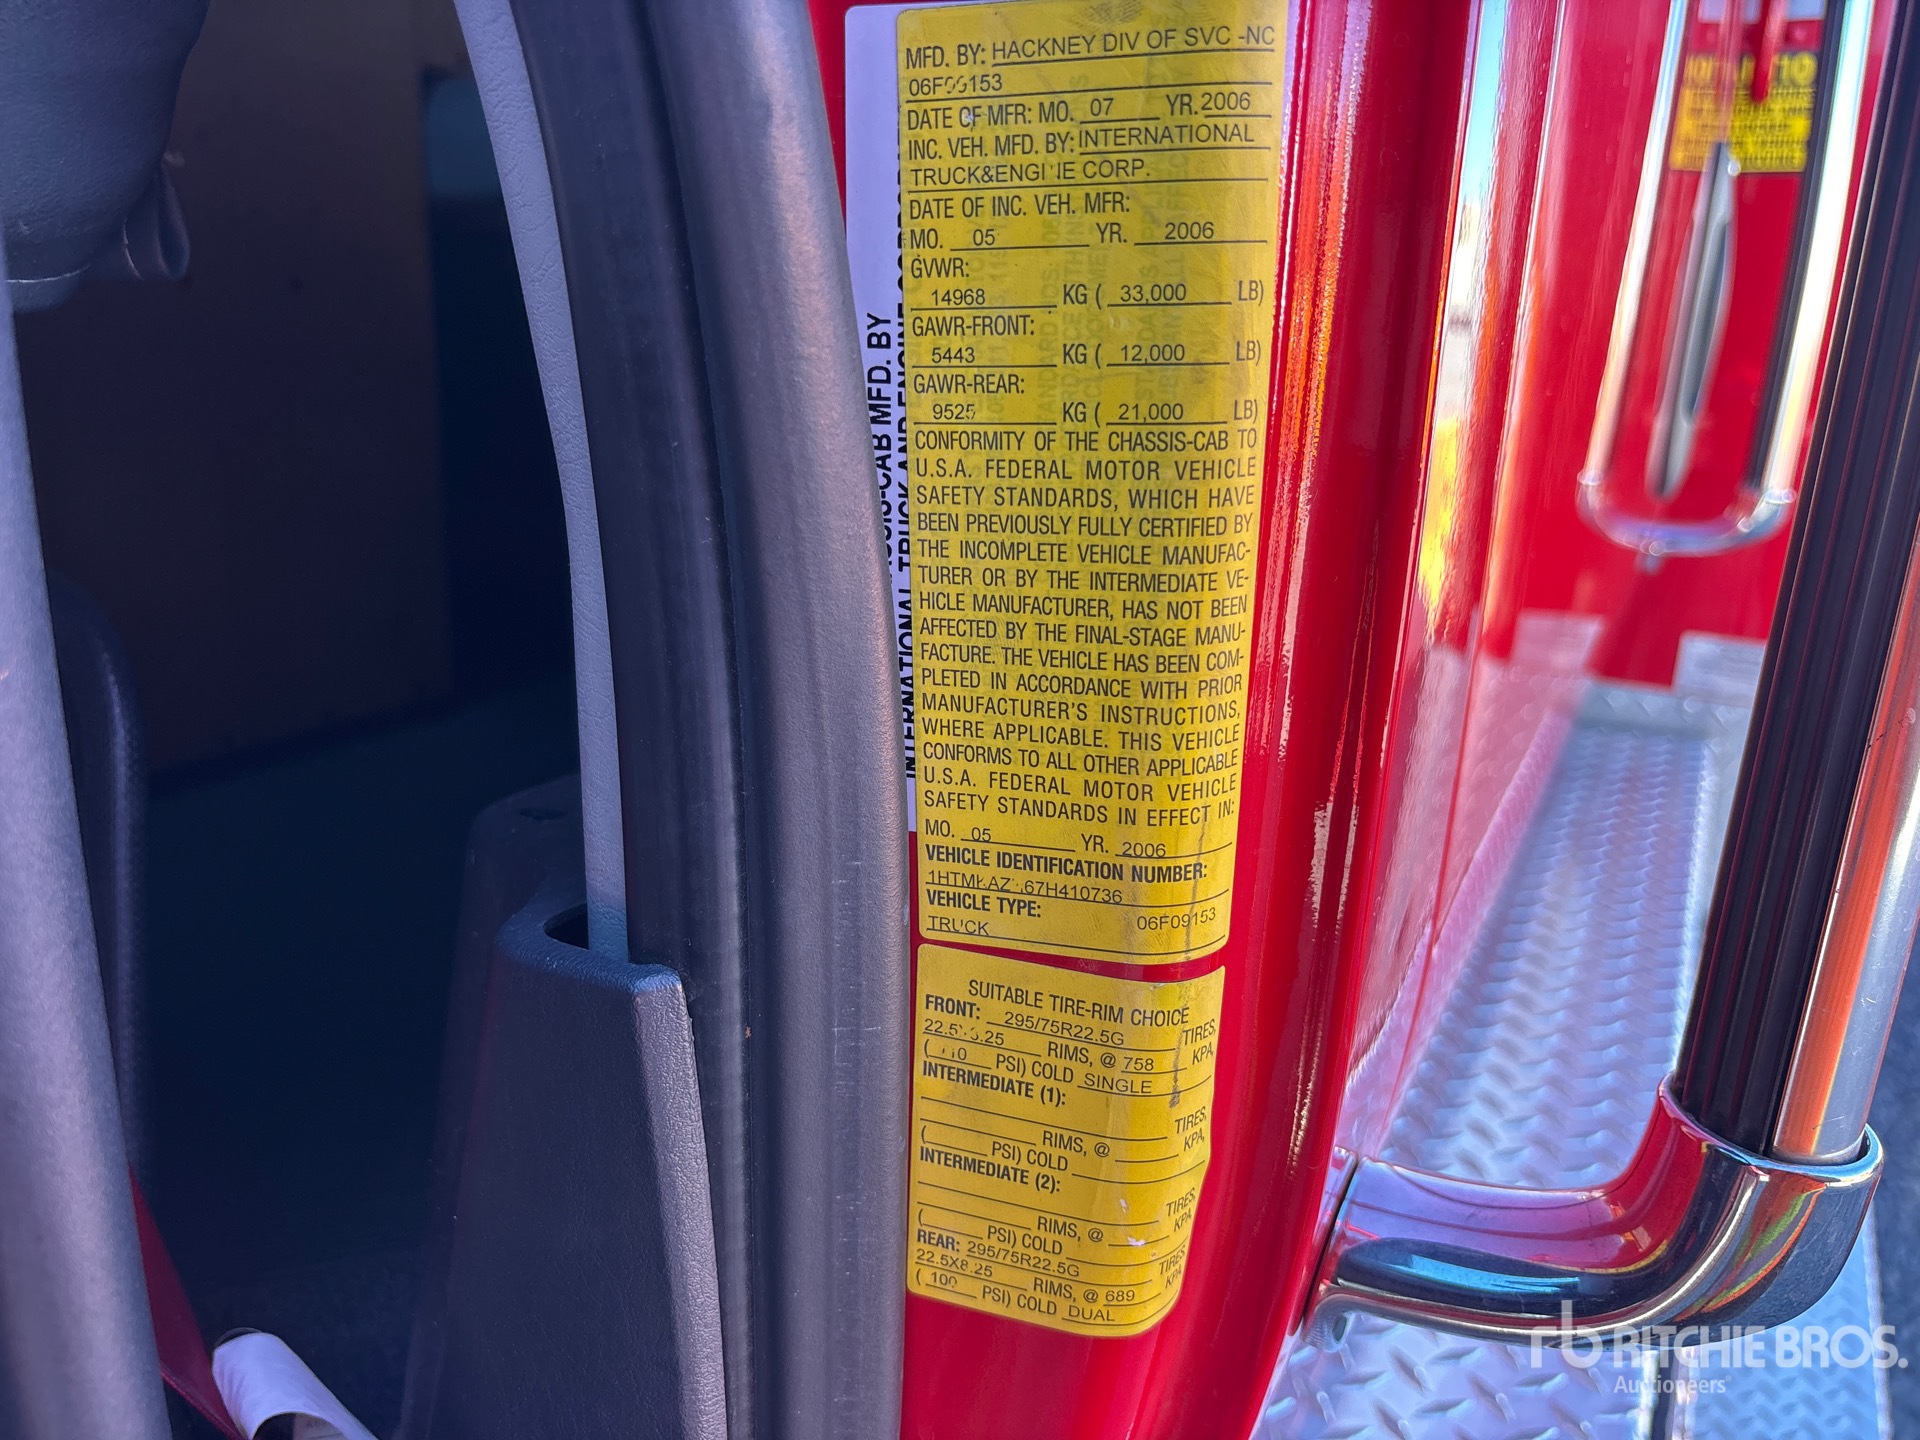 MFD. BY: HACKNEY DIV OF SVC -NC
06F09153
DATE OF MFR: MO. 07 YR. 2006
INC. VEH. MFD. BY: INTERNATIONAL
TRUCK&ENGINE CORP.
DATE OF INC. VEH. MFR:
MO. 05 YR. 2006
GVWR:
14968 KG ( 33,000 LB)
GAWR-FRONT:
5443 KG ( 12,000 LB)
GAWR-REAR:
9525 KG ( 21,000 LB)
CONFORMITY OF THE CHASSIS-CAB TO
U.S.A. FEDERAL MOTOR VEHICLE
SAFETY STANDARDS, WHICH HAVE
BEEN PREVIOUSLY FULLY CERTIFIED BY
THE INCOMPLETE VEHICLE MANUFAC-
TURER OR BY THE INTERMEDIATE VE-
HICLE MANUFACTURER, HAS NOT BEEN
AFFECTED BY THE FINAL-STAGE MANU-
FACTURE. THE VEHICLE HAS BEEN COM-
PLETED IN ACCORDANCE WITH PRIOR
MANUFACTURER'S INSTRUCTIONS,
WHERE APPLICABLE. THIS VEHICLE
CONFORMS TO ALL OTHER APPLICABLE
U.S.A. FEDERAL MOTOR VEHICLE
SAFETY STANDARDS IN EFFECT IN:
MO. 05 YR. 2006
VEHICLE IDENTIFICATION NUMBER:
VEHICLE TYPE: 06F09153
TRUCK
SUITABLE TIRE-RIM CHOICE
FRONT: 295/75R22.5G TIRES,
RIMS, @ 758 KPA,
PSI) COLD SINGLE
INTERMEDIATE (1):
TIRES,
RIMS, @ KPA,
( PSI) COLD
INTERMEDIATE (2):
TIRES,
RIMS, @ KPA
( PSI) COLD
REAR: 295/75R22.5G TIRES,
22.5X8.25 RIMS, @ 689 KPA,
( 100 PSI) COLD DUAL
CAB MFD. BY
INTERNATIONAL TRUCK AND ENGINE
rb RITCHIE BROS.
Auctioneers